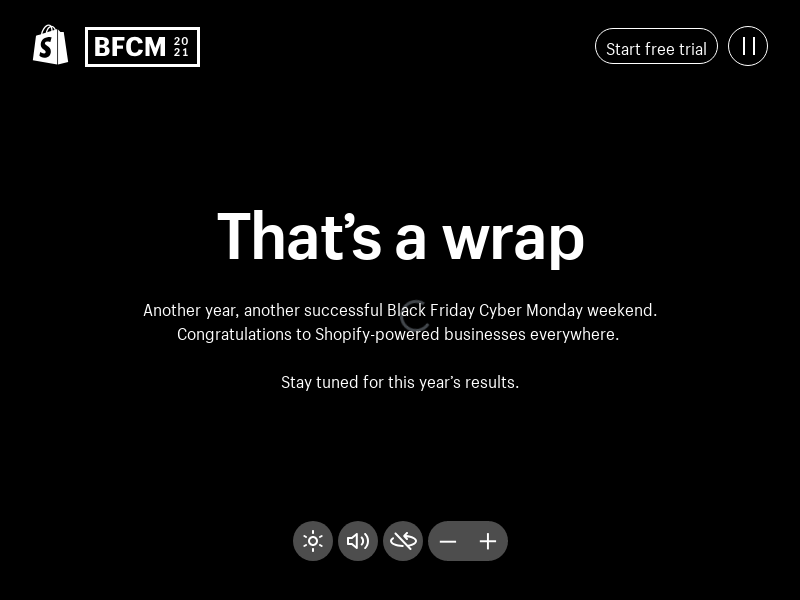 BFCM 20
21
Start free trial
That’s a wrap
Another year, another successful Black Friday Cyber Monday weekend.
Congratulations to Shopify-powered businesses everywhere.
Stay tuned for this year’s results.